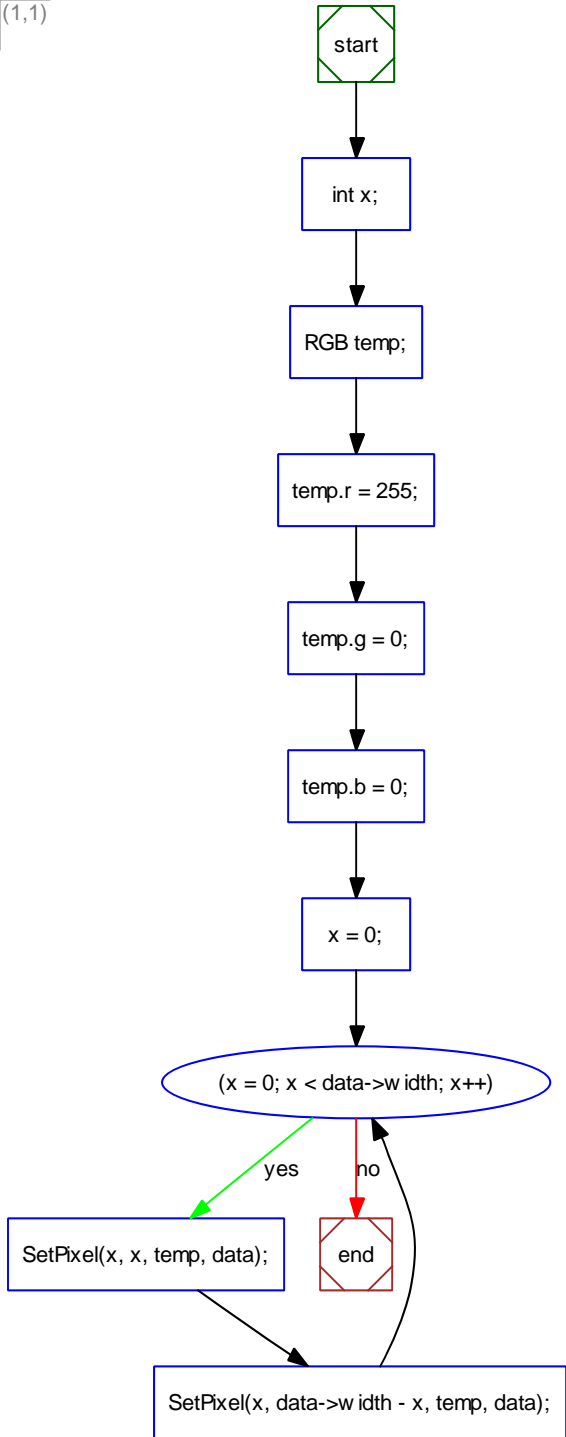 (1,1)
start
int x;
RGB temp;
temp.r = 255;
temp.g = 0;
temp.b = 0;
x = 0;
(x = 0; x < data->width; x++)
yes
no
SetPixel(x, x, temp, data);
end
SetPixel(x, data->width - x, temp, data);